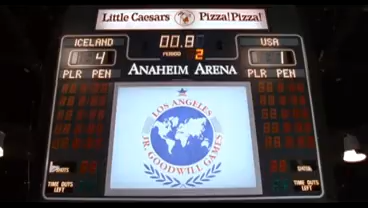 Little Caesars Pizza!Pizza!
ICELAND 00.8 USA
4 PERIOD 2 1
PLR PEN ANAHEIM ARENA PLR PEN
LOS ANGELES
JR. GOODWILL GAMES
TIME OUTS
LEFT
TIME OUTS
LEFT